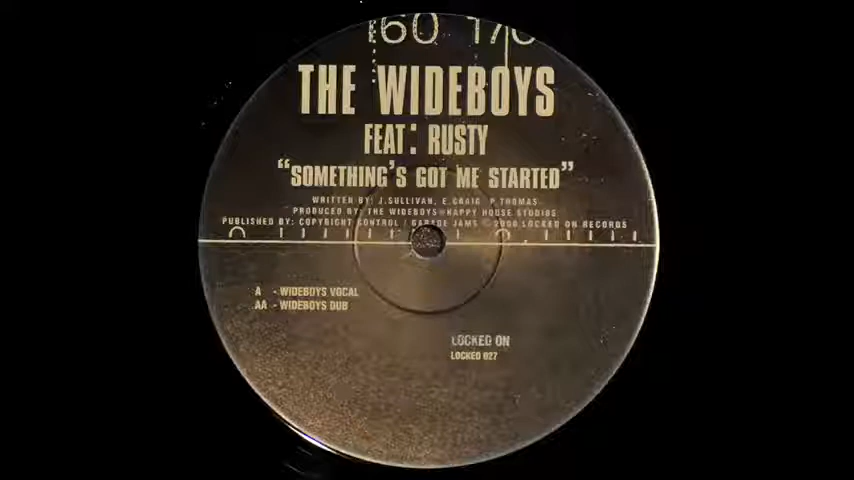 160 170
THE WIDEBOYS
FEAT: RUSTY
"SOMETHING'S GOT ME STARTED"
WRITTEN BY: J.SULLIVAN, E.CRAIG P.THOMAS
PRODUCED BY: THE WIDEBOYS@HAPPY HOUSE STUDIOS
PUBLISHED BY: COPYRIGHT CONTROL / GARAGE JAMS © 2000 LOCKED ON RECORDS
A - WIDEBOYS VOCAL
AA - WIDEBOYS DUB
LOCKED ON
LOCKED 027